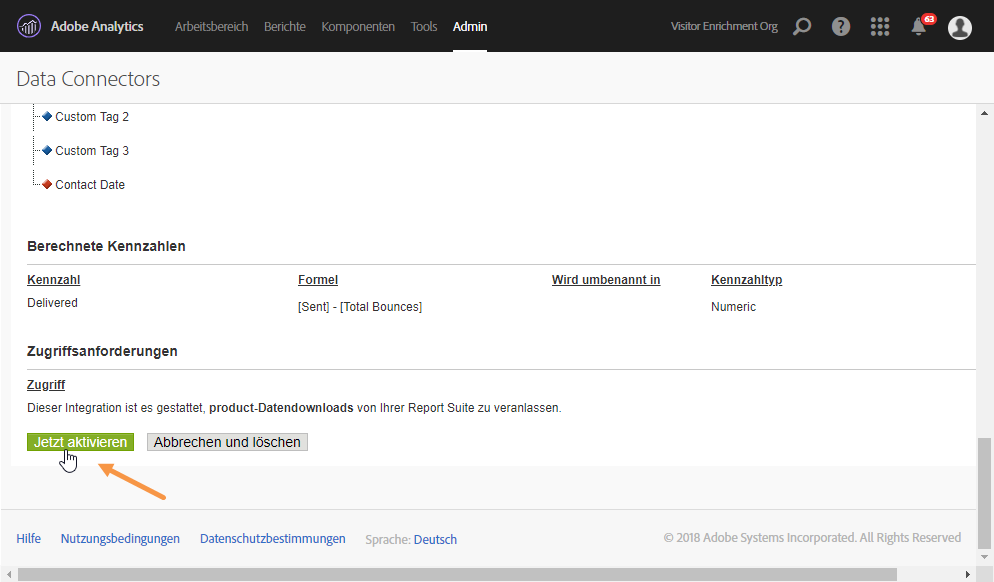 Adobe Analytics Arbeitsbereich Berichte Komponenten Tools Admin Visitor Enrichment Org ? 63
Data Connectors
Custom Tag 2
Custom Tag 3
Contact Date
Berechnete Kennzahlen
Kennzahl Formel Wird umbenannt in Kennzahltyp
Delivered [Sent] - [Total Bounces] Numeric
Zugriffsanforderungen
Zugriff
Dieser Integration ist es gestattet, product-Datendownloads von Ihrer Report Suite zu veranlassen.
Jetzt aktivieren Abbrechen und löschen
Hilfe Nutzungsbedingungen Datenschutzbestimmungen Sprache: Deutsch © 2018 Adobe Systems Incorporated. All Rights Reserved